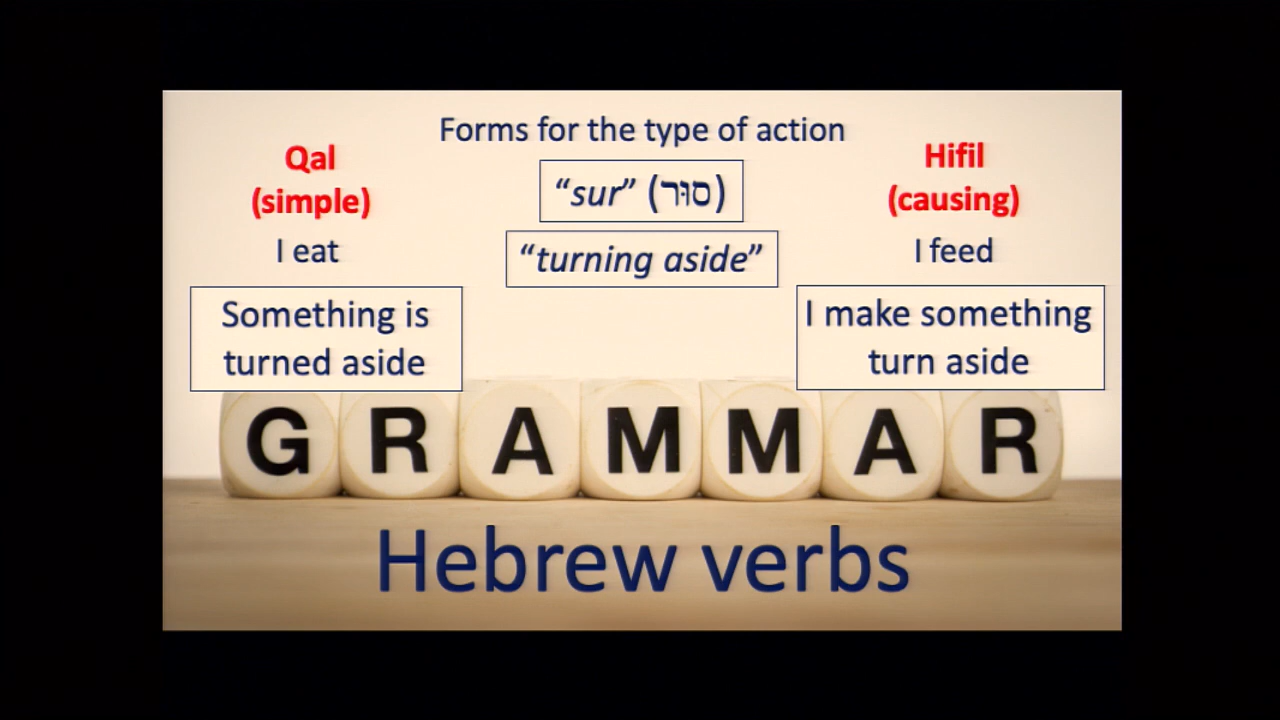 Forms for the type of action
Qal
(simple)
I eat
Something is
turned aside
“sur” (סוּר)
“turning aside”
Hifil
(causing)
I feed
I make something
turn aside
GRAMMAR
Hebrew verbs